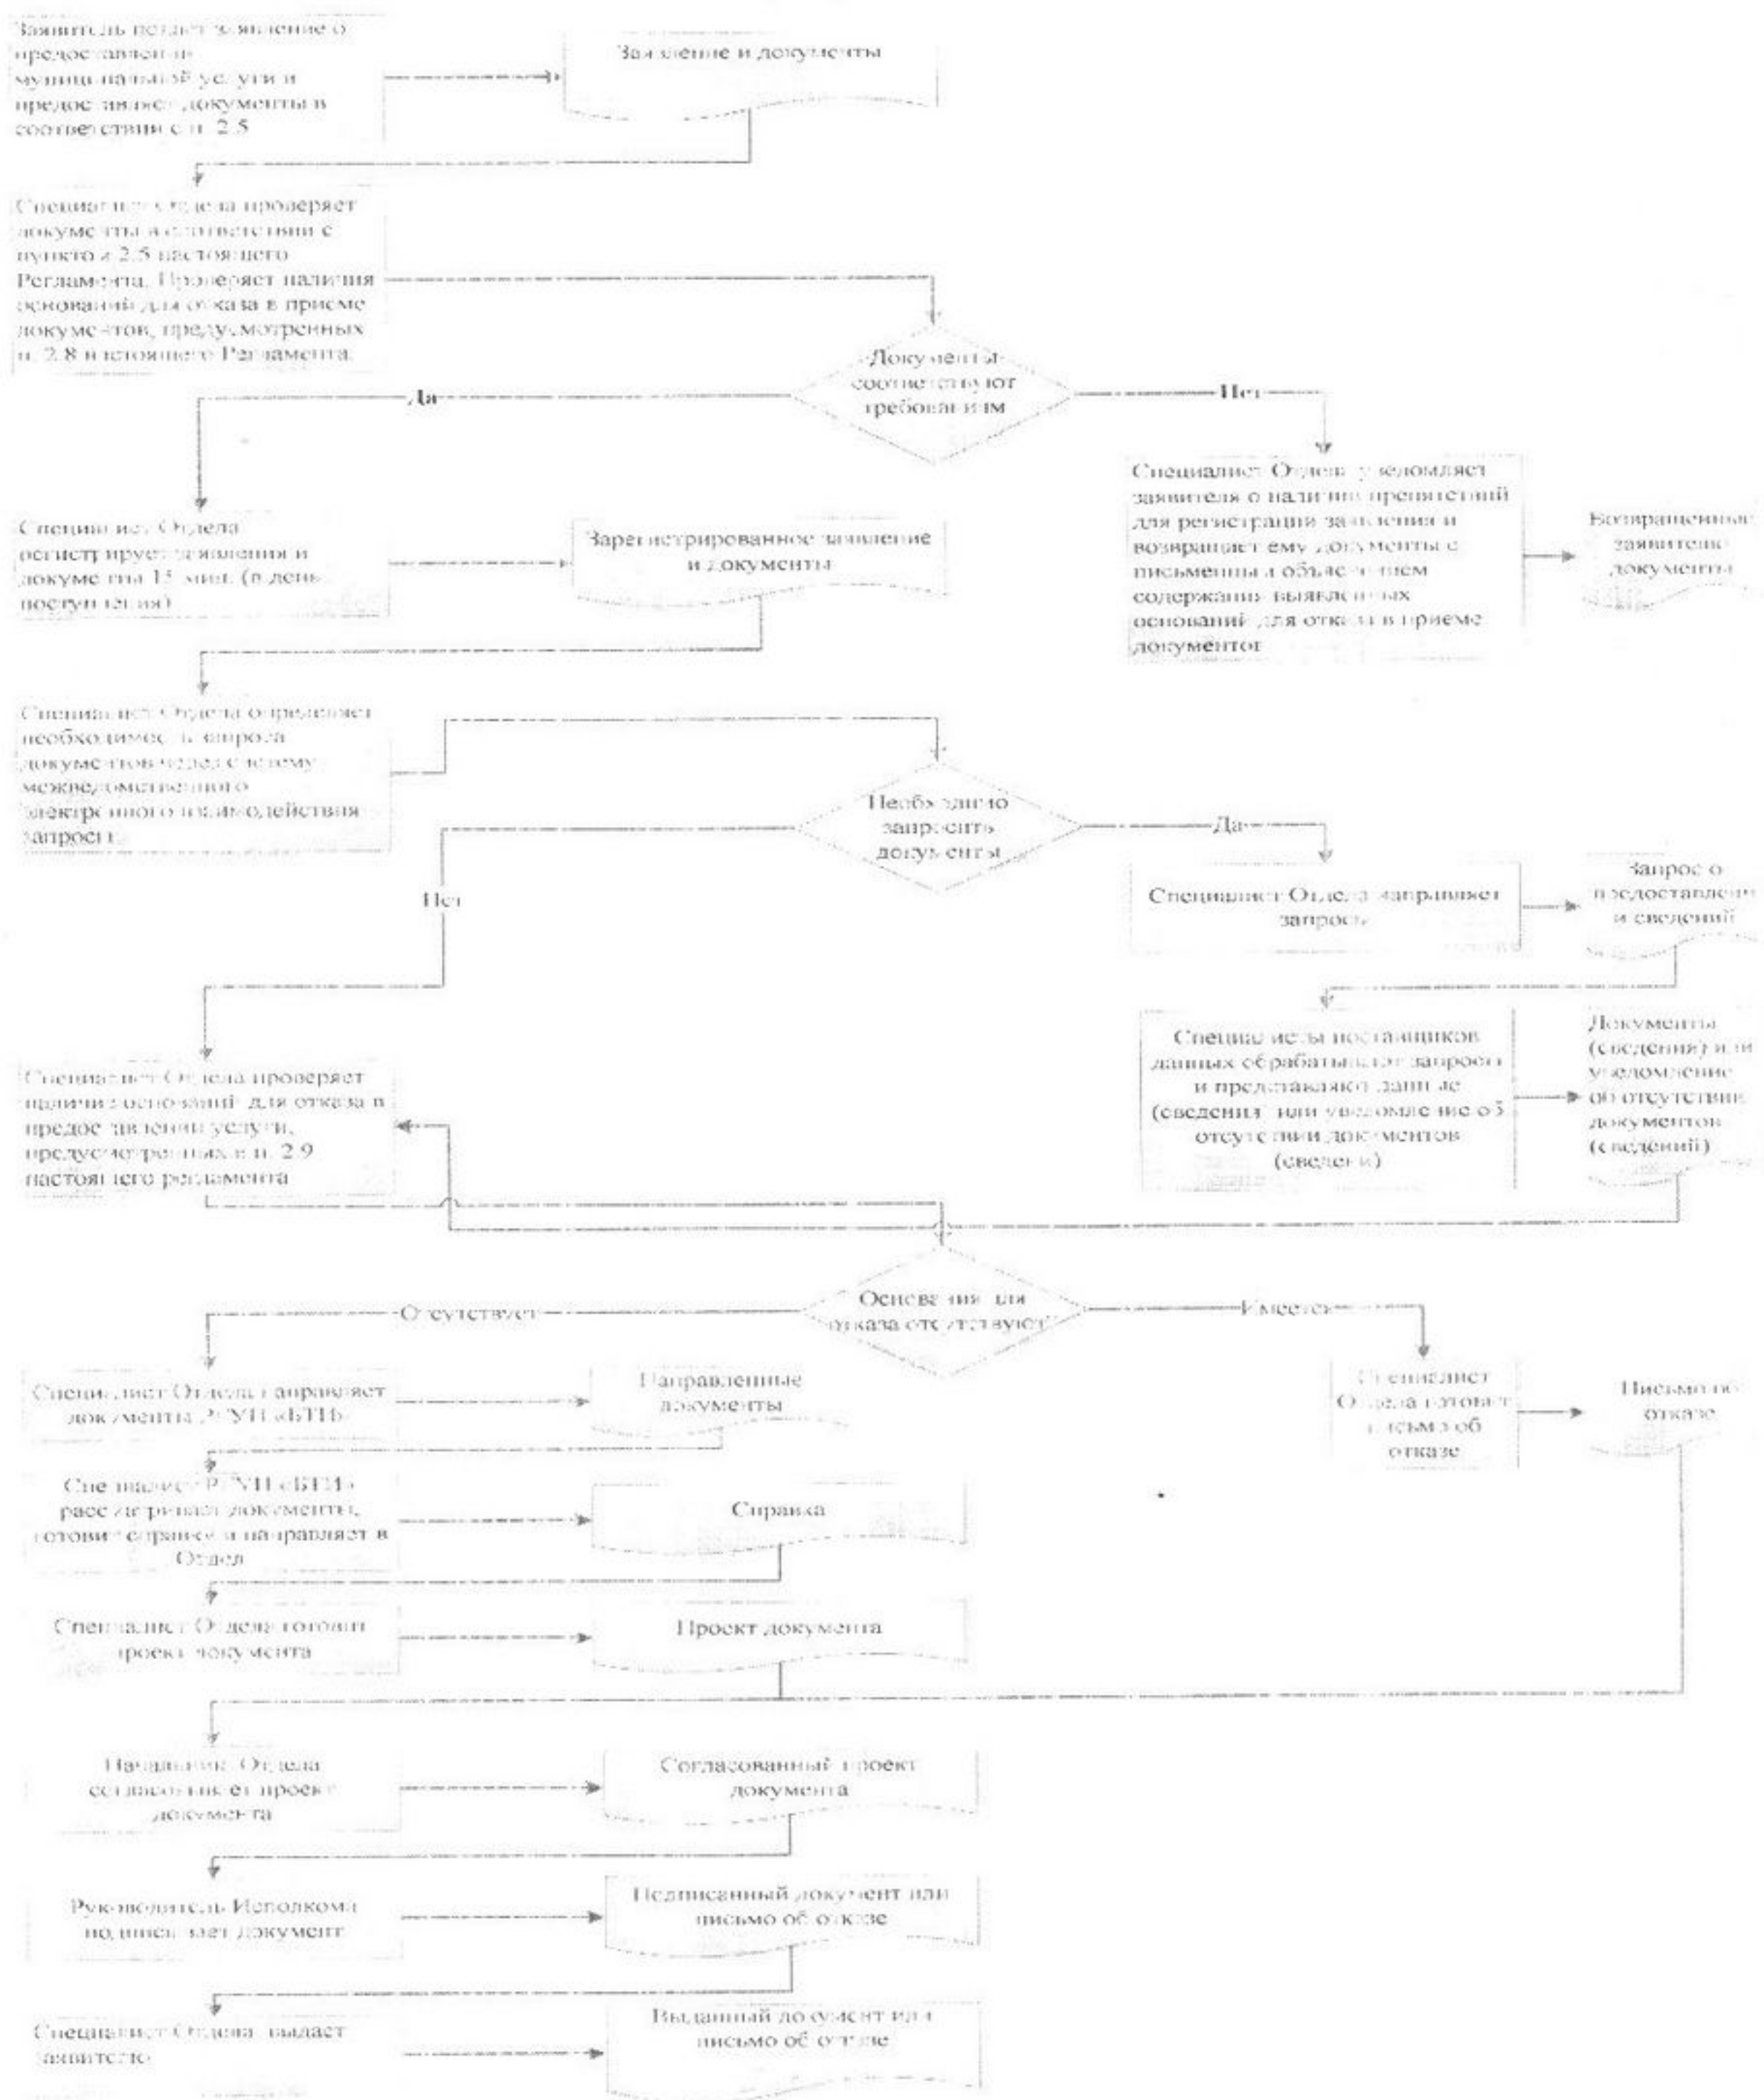 Заявитель подает заявление о
предоставлении
муниципальной услуги и
предоставляет документы в
соответствии с п. 2.5
Заявление и документы
Специалист Отдела проверяет
документы в соответствии с
пунктом 2.5 настоящего
Регламента. Проверяет наличия
оснований для отказа в приеме
документов, предусмотренных
п. 2.8 настоящего Регламента.
Документы
соответствуют
требованиям
Да
Нет
Специалист Отдела
регистрирует заявления и
документы 15 мин. (в день
поступления)
Зарегистрированное заявление
и документы
Специалист Отдела уведомляет
заявителя о наличии препятствий
для регистрации заявления и
возвращает ему документы с
письменным объяснением
содержания выявленных
оснований для отказа в приеме
документов
Возвращенные
заявителю
документы
Специалист Отдела определяет
необходимость запроса
документов через систему
межведомственного
электронного взаимодействия
запросы
Необходимо
запросить
документы
Да
Нет
Специалист Отдела направляет
запросы
Запрос о
предоставлени
и сведений
Специалисты поставщиков
данных обрабатывают запросы
и представляют данные
(сведения) или уведомление об
отсутствии документов
(сведени)
Документы
(сведения) или
уведомление
об отсутствии
документов
(сведений)
Специалист Отдела проверяет
наличие оснований для отказа в
предоставлении услуги,
предусмотренных в п. 2.9
настоящего регламента
Основания для
отказа отсутствуют
Отсутствует
Имеется
Специалист Отдела направляет
документы РГУП «БТИ»
Направленные
документы
Специалист
Отдела готовит
письмо об
отказе
Письмо об
отказе
Специалист РГУП «БТИ»
рассматривает документы,
готовит справку и направляет в
Отдел
Справка
Специалист Отдела готовит
проект документа
Проект документа
Начальник Отдела
согласовывает проект
документа
Согласованный проект
документа
Руководитель Исполкома
подписывает документ
Подписанный документ или
письмо об отказе
Специалист Отдела выдает
заявителю
Выданный документ или
письмо об отказе